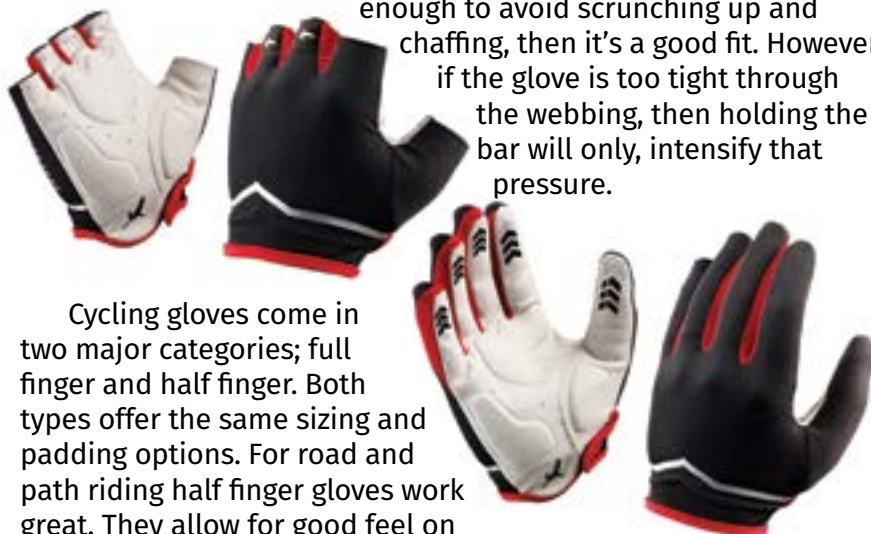 enough to avoid scrunching up and
chaffing, then it's a good fit. However
if the glove is too tight through
the webbing, then holding the
bar will only, intensify that
pressure.
Cycling gloves come in
two major categories; full
finger and half finger. Both
types offer the same sizing and
padding options. For road and
path riding half finger gloves work
great. They allow for good feel on